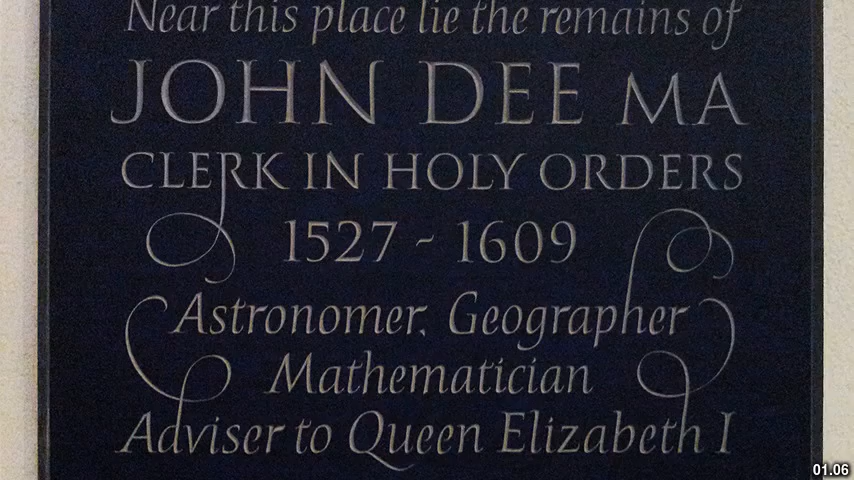 Near this place lie the remains of
JOHN DEE MA
CLERK IN HOLY ORDERS
1527 ~ 1609
Astronomer. Geographer
Mathematician
Adviser to Queen Elizabeth I
01.06